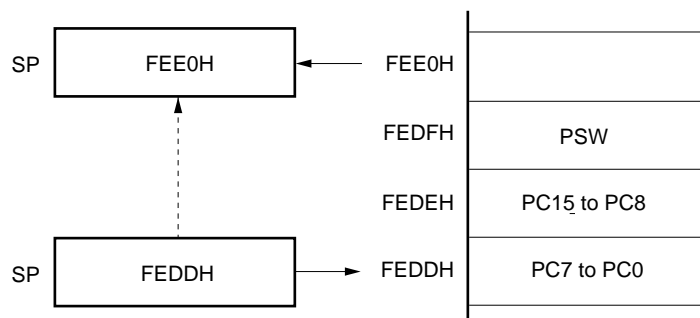 SP FEE0H FEE0H
FEDFH PSW
FEDEH PC15 to PC8
SP FEDDH FEDDH PC7 to PC0